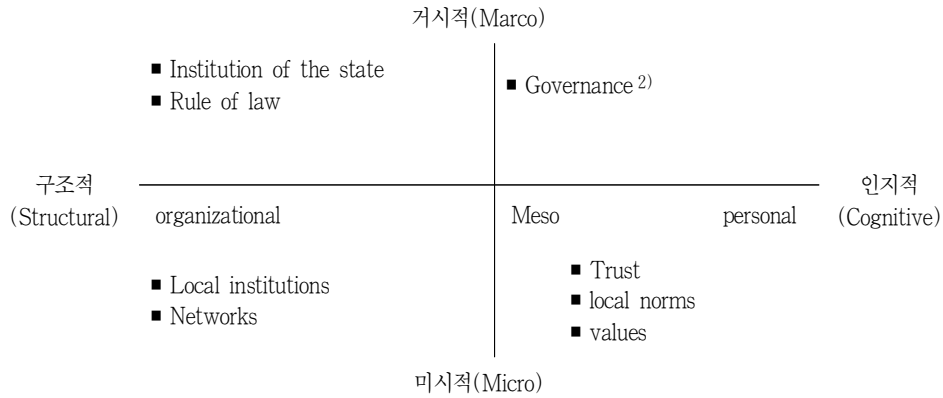 거시적(Marco)
■ Institution of the state
■ Rule of law
■ Governance 2)
구조적
(Structural)
인지적
(Cognitive)
organizational
Meso
personal
■ Local institutions
■ Networks
■ Trust
■ local norms
■ values
미시적(Micro)